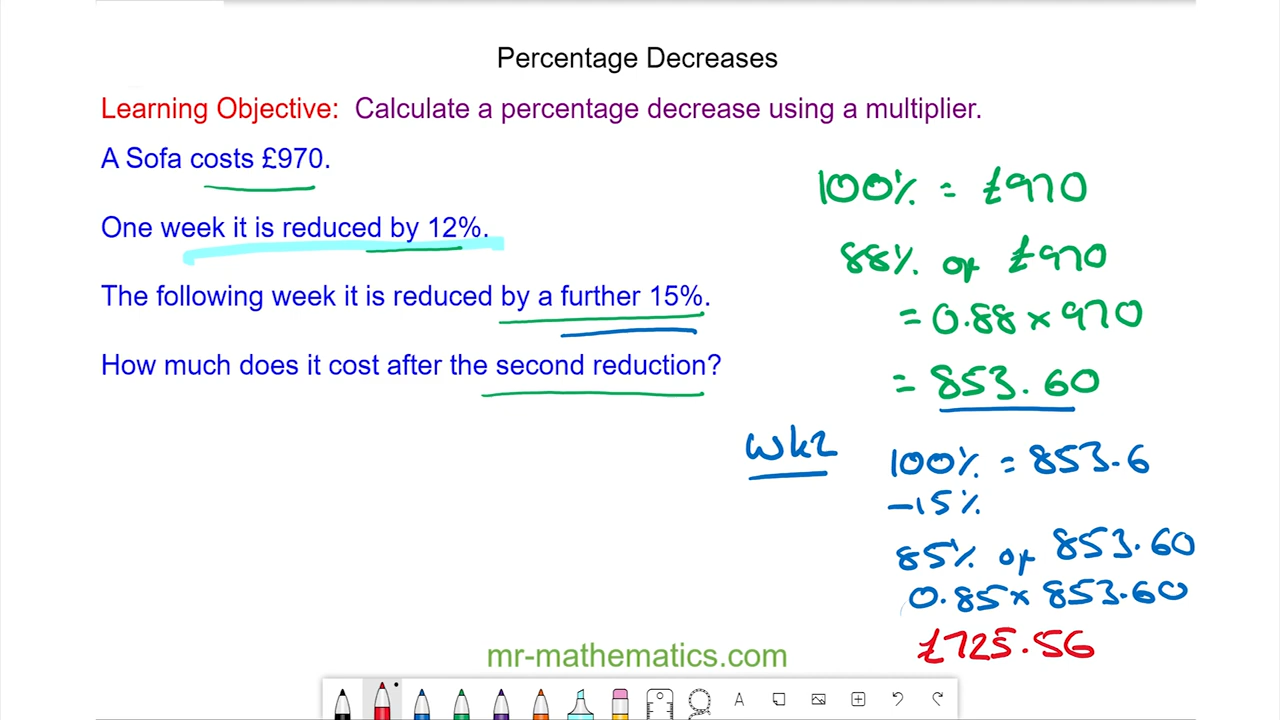 Percentage Decreases
Learning Objective: Calculate a percentage decrease using a multiplier.
A Sofa costs £970.
One week it is reduced by 12%.
The following week it is reduced by a further 15%.
How much does it cost after the second reduction?
100% = £970
88% of £970
= 0.88 x 970
= 853.60
wk2
100% = 853.6
-15%
85% of 853.60
0.85 x 853.60
£725.56
mr-mathematics.com
A